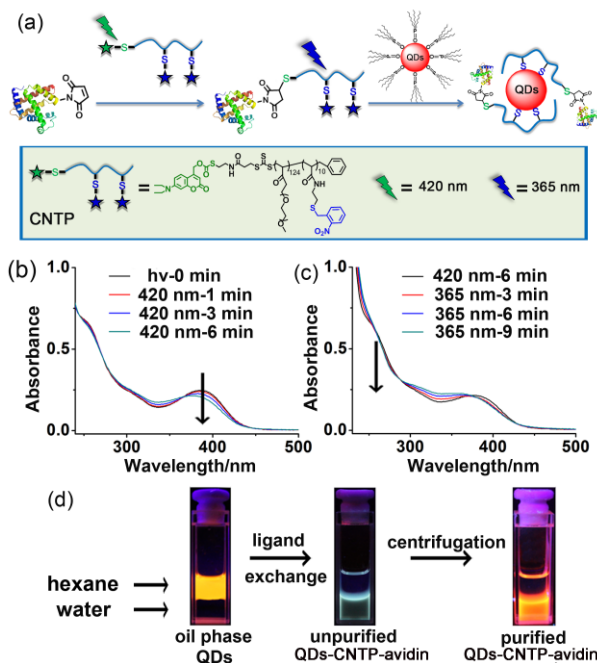 (a)
S
S
S
S
S
S
QDs
QDs
S
S
S
S
S
N
O
O
N
O
O
N
O
O
CNTP
S
S
S
=
N
O
O
O
O
S
H
N
O
S
S
S
124
10
O
O
O
O
NH
S
O₂N
= 420 nm
= 365 nm
(b)
1.0
0.5
0.0
Absorbance
hv-0 min
420 nm-1 min
420 nm-3 min
420 nm-6 min
300
400
500
Wavelength/nm
(c)
1.0
0.5
0.0
Absorbance
420 nm-6 min
365 nm-3 min
365 nm-6 min
365 nm-9 min
300
400
500
Wavelength/nm
(d)
hexane
water
ligand
exchange
centrifugation
oil phase
QDs
unpurified
QDs-CNTP-avidin
purified
QDs-CNTP-avidin